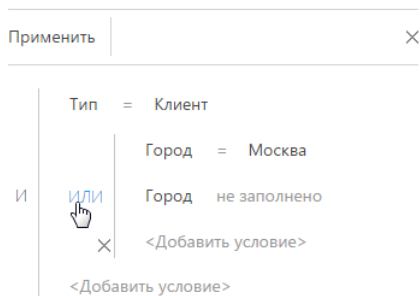 Применить
Тип = Клиент
Город = Москва
И ИЛИ Город не заполнено
<Добавить условие>
<Добавить условие>